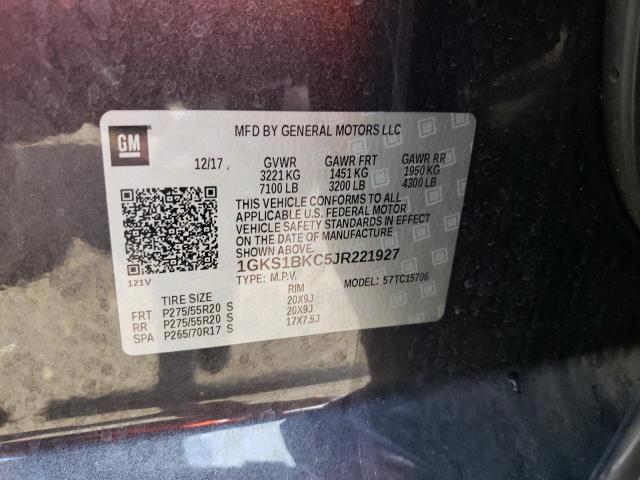 GM
MFD BY GENERAL MOTORS LLC
12/17 GVWR GAWR FRT GAWR RR
3221 KG 1451 KG 1950 KG
7100 LB 3200 LB 4300 LB
THIS VEHICLE CONFORMS TO ALL
APPLICABLE U.S. FEDERAL MOTOR
VEHICLE SAFETY STANDARDS IN EFFECT
ON THE DATE OF MANUFACTURE
SHOWN ABOVE.
1GKS1BKC5JR221927
121V TYPE: M.P.V. MODEL: 57TC15706
TIRE SIZE RIM
FRT P275/55R20 S 20X9J
RR P275/55R20 S 20X9J
SPA P265/70R17 S 17X7.5J